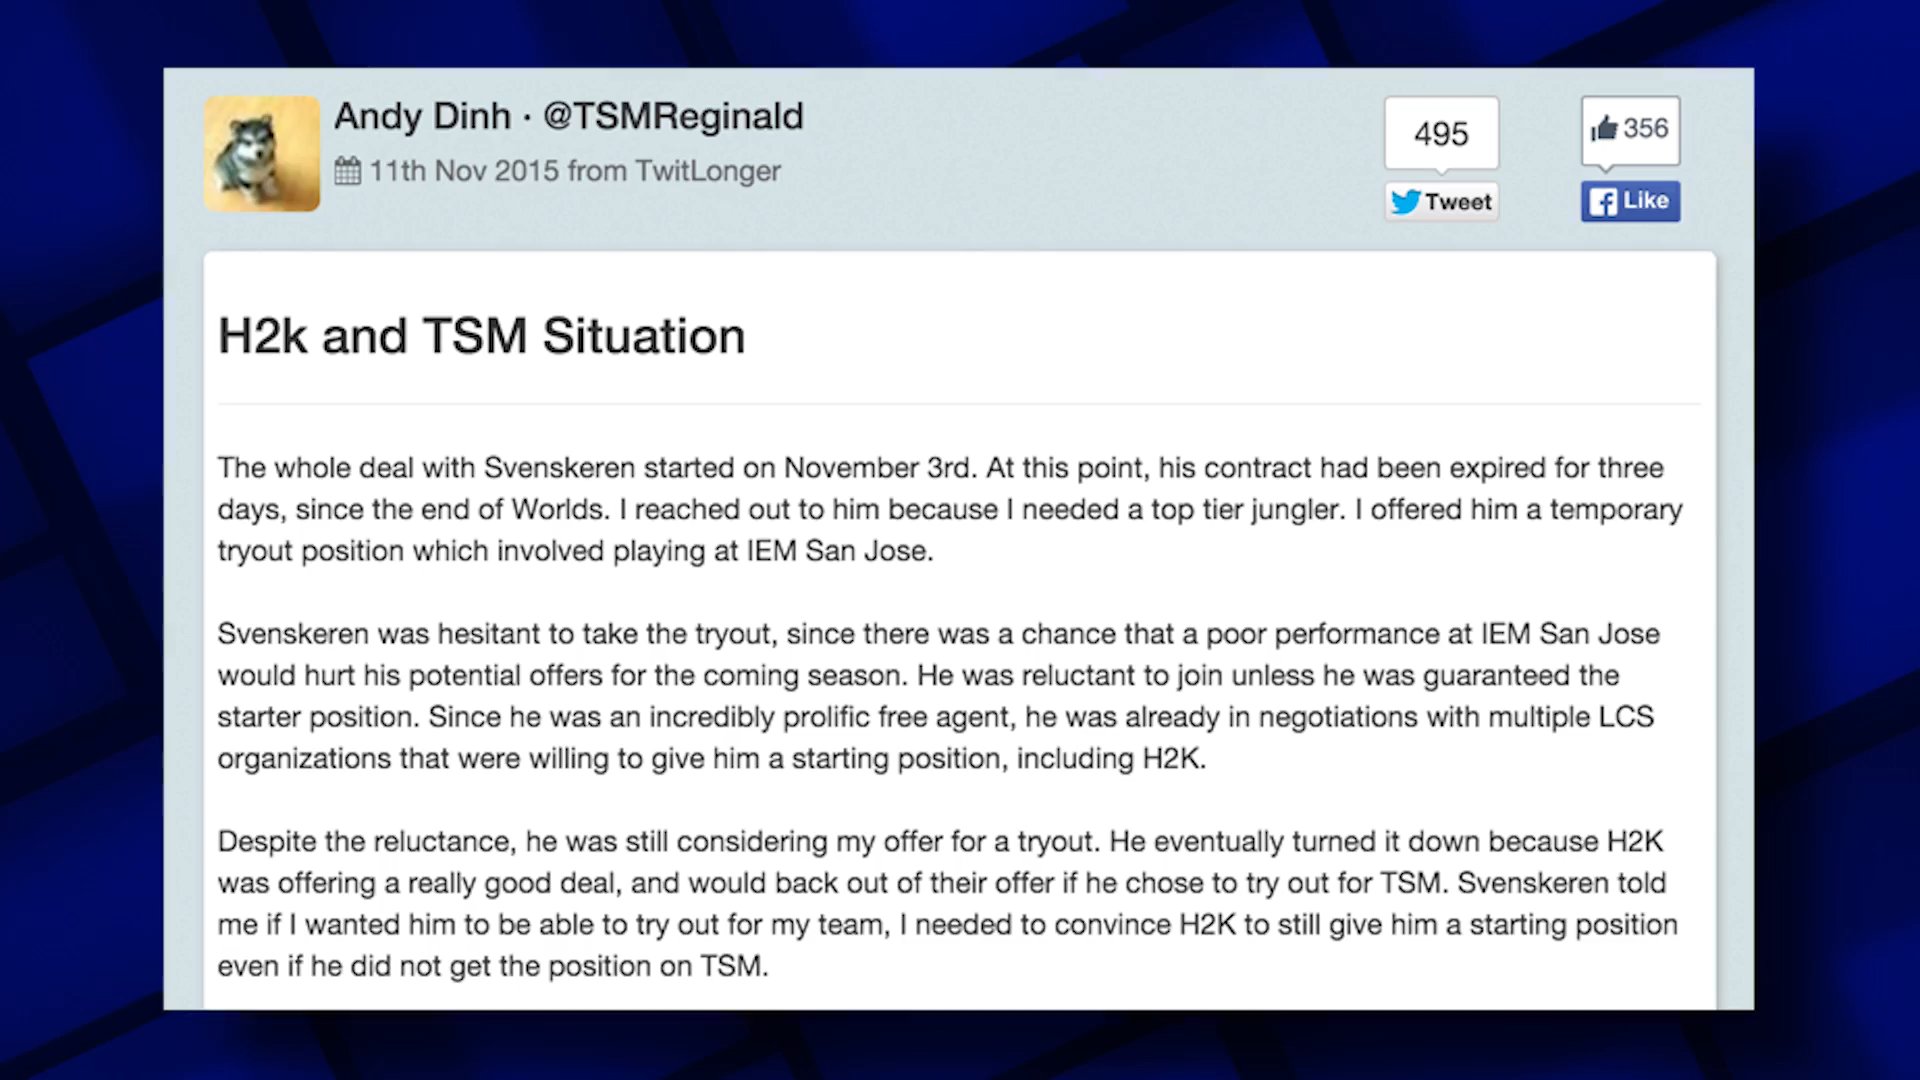 Andy Dinh · @TSMReginald
11th Nov 2015 from TwitLonger
495
Tweet
356
Like
H2k and TSM Situation
The whole deal with Svenskeren started on November 3rd. At this point, his contract had been expired for three
days, since the end of Worlds. I reached out to him because I needed a top tier jungler. I offered him a temporary
tryout position which involved playing at IEM San Jose.
Svenskeren was hesitant to take the tryout, since there was a chance that a poor performance at IEM San Jose
would hurt his potential offers for the coming season. He was reluctant to join unless he was guaranteed the
starter position. Since he was an incredibly prolific free agent, he was already in negotiations with multiple LCS
organizations that were willing to give him a starting position, including H2K.
Despite the reluctance, he was still considering my offer for a tryout. He eventually turned it down because H2K
was offering a really good deal, and would back out of their offer if he chose to try out for TSM. Svenskeren told
me if I wanted him to be able to try out for my team, I needed to convince H2K to still give him a starting position
even if he did not get the position on TSM.